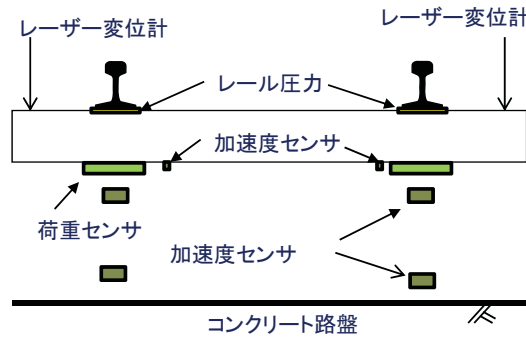 レーザー変位計
レーザー変位計
レール圧力
加速度センサ
荷重センサ
加速度センサ
コンクリート路盤